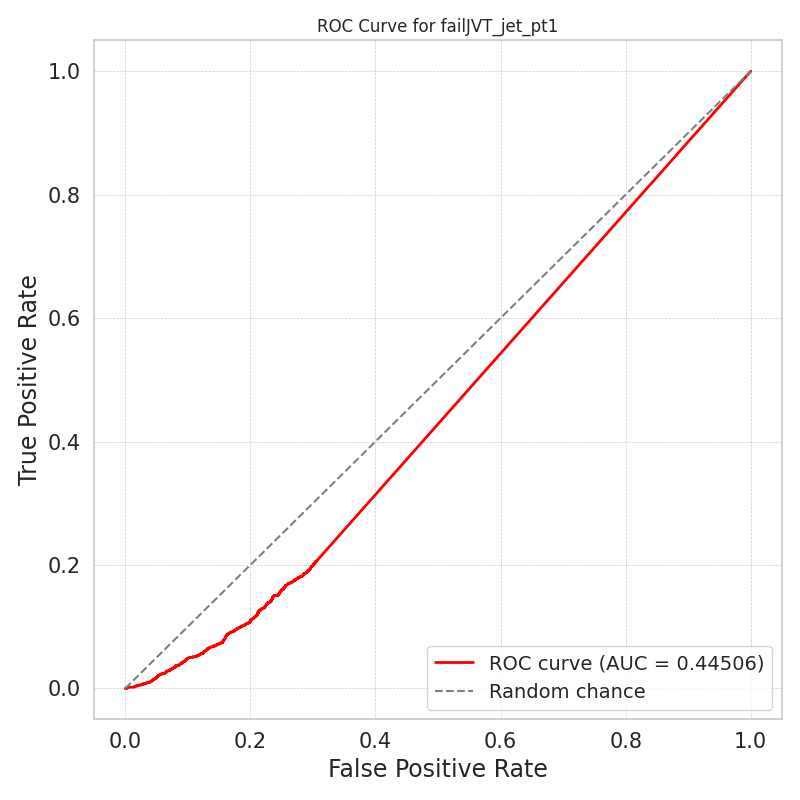 ROC Curve for failJVT_jet_pt1
True Positive Rate
1.0
0.8
0.6
0.4
0.2
0.0
ROC curve (AUC = 0.44506)
Random chance
0.0 0.2 0.4 0.6 0.8 1.0
False Positive Rate